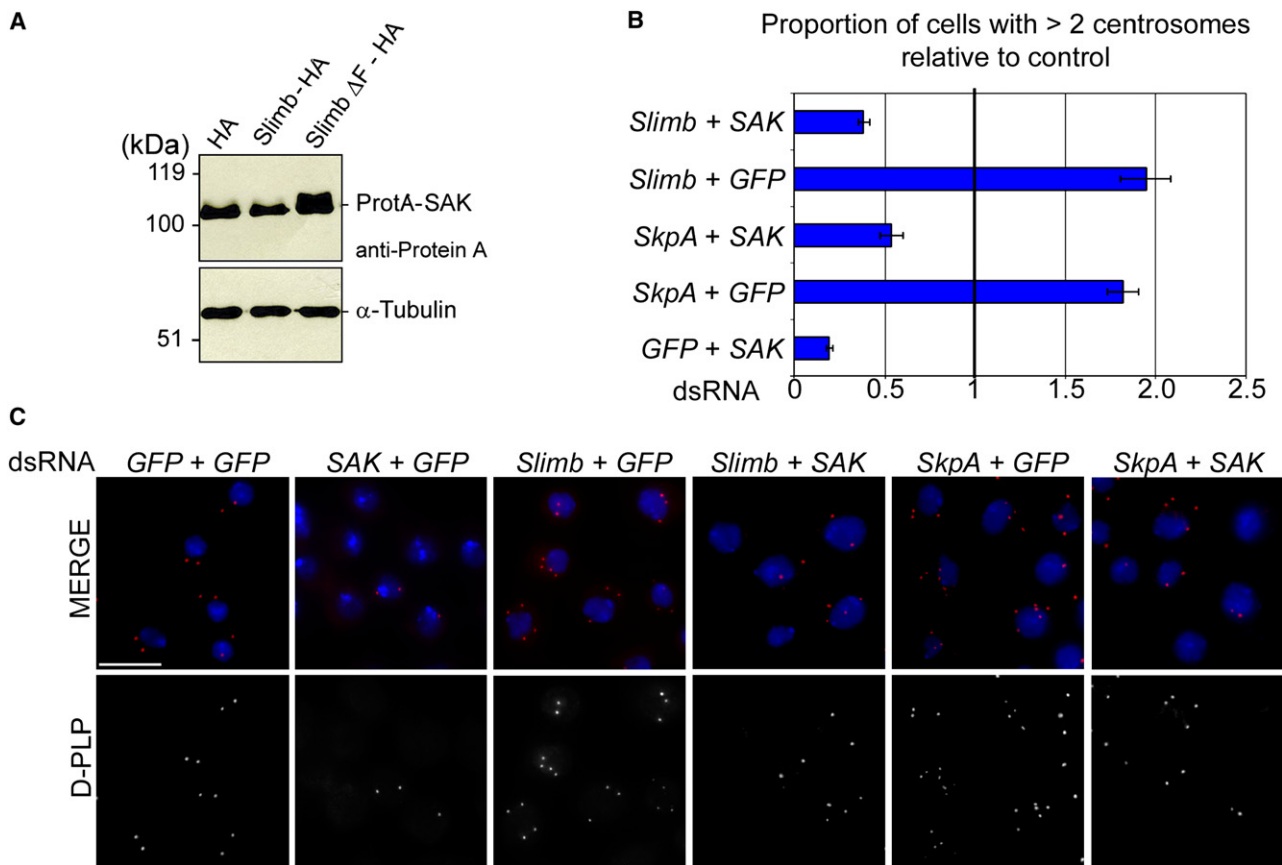 A
HA
Slimb-HA
Slimb ΔF - HA
(kDa)
119
100
ProtA-SAK
anti-Protein A
α-Tubulin
51
B
Proportion of cells with > 2 centrosomes
relative to control
Slimb + SAK
Slimb + GFP
SkpA + SAK
SkpA + GFP
GFP + SAK
dsRNA
0 0.5 1 1.5 2.0 2.5
C
dsRNA GFP + GFP SAK + GFP Slimb + GFP Slimb + SAK SkpA + GFP SkpA + SAK
MERGE
D-PLP